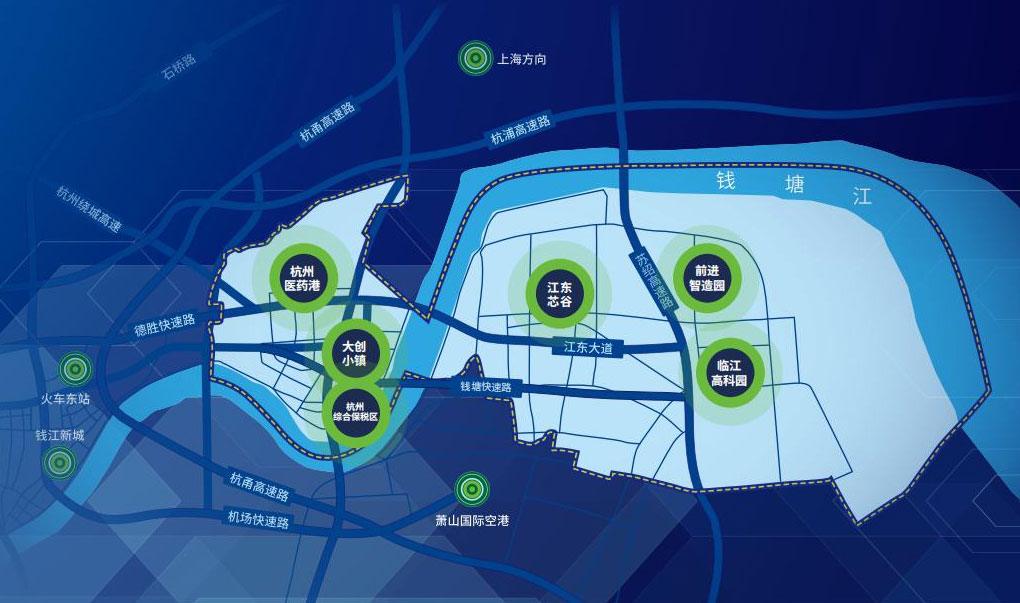 上海方向
石桥路
杭甬高速路
杭浦高速路
杭州绕城高速
钱 塘 江
苏绍高速路
杭州
医药港
江东
芯谷
前进
智造园
德胜快速路
大创
小镇
江东大道
临江
高科园
火车东站
钱塘快速路
杭州
综合保税区
钱江新城
杭甬高速路
机场快速路
萧山国际空港